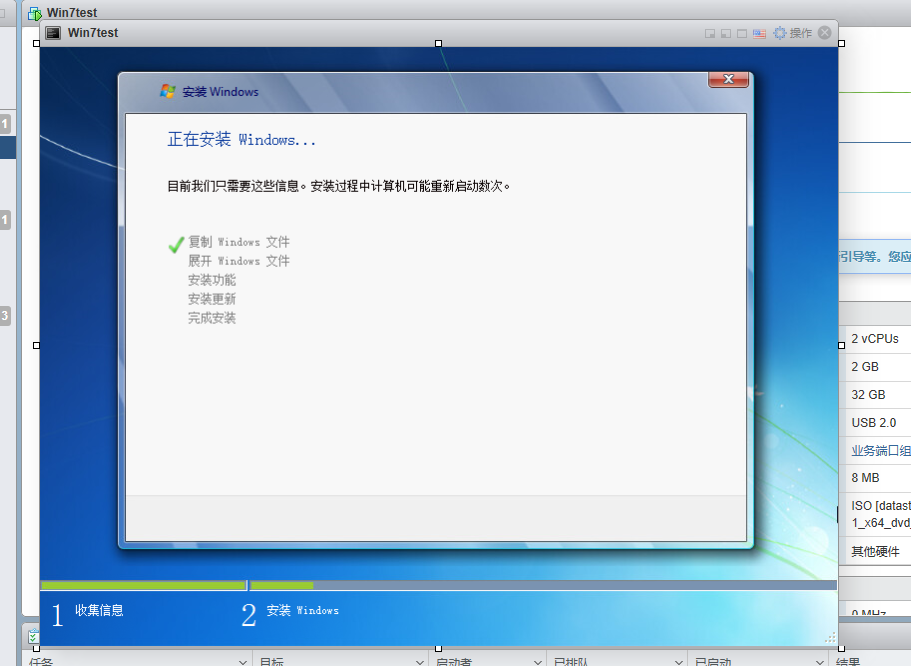 Win7test
Win7test
操作
安装 Windows
正在安装 Windows...
目前我们只需要这些信息。安装过程中计算机可能重新启动数次。
复制 Windows 文件
展开 Windows 文件
安装功能
安装更新
完成安装
1 收集信息
2 安装 Windows
1
1
3
引导等。您应
2 vCPUs
2 GB
32 GB
USB 2.0
业务端口组
8 MB
ISO [datast
1_x64_dvd_
其他硬件
0 MHz
任务
目标
启动者
已排队
已启动
结果